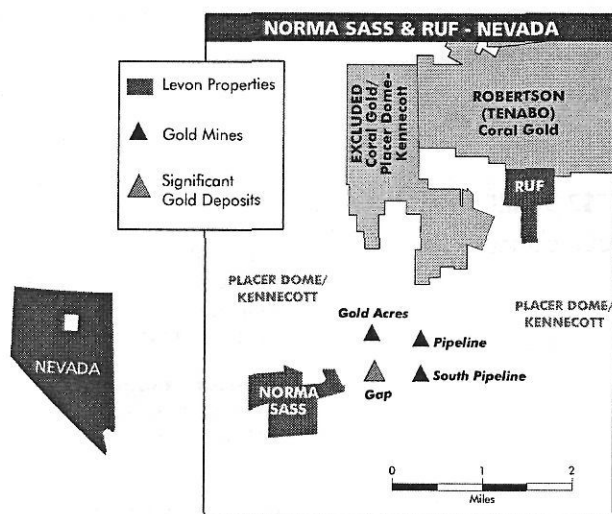 NORMA SASS & RUF - NEVADA
Levon Properties
Gold Mines
Significant
Gold Deposits
EXCLUDED
Coral Gold/
Placer Dome-
Kennecott
ROBERTSON
(TENABO)
Coral Gold
RUF
PLACER DOME/
KENNECOTT
PLACER DOME/
KENNECOTT
Gold Acres
Pipeline
South Pipeline
Gap
NORMA
SASS
NEVADA
0 1 2
Miles